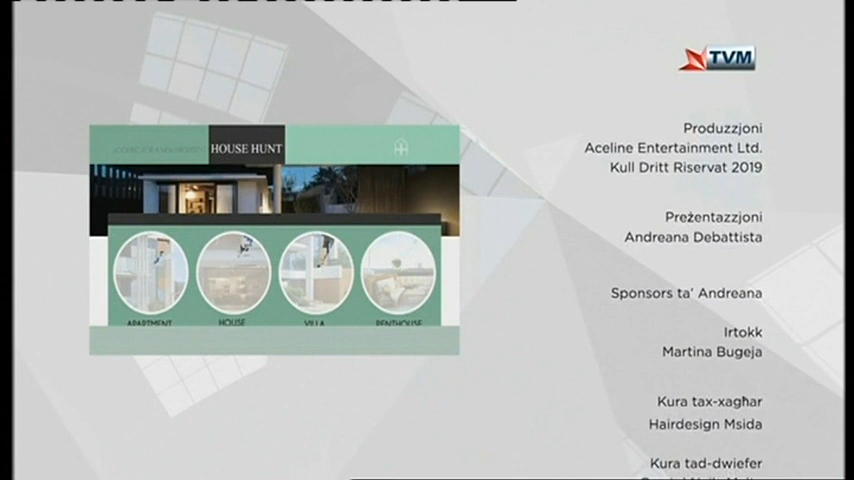 TVM
HOUSE HUNT
APARTMENT
HOUSE
VILLA
PENTHOUSE
Produzzjoni
Aceline Entertainment Ltd.
Kull Dritt Riservat 2019
Preżentazzjoni
Andreana Debattista
Sponsors ta' Andreana
Irtokk
Martina Bugeja
Kura tax-xagħar
Hairdesign Msida
Kura tad-dwiefer